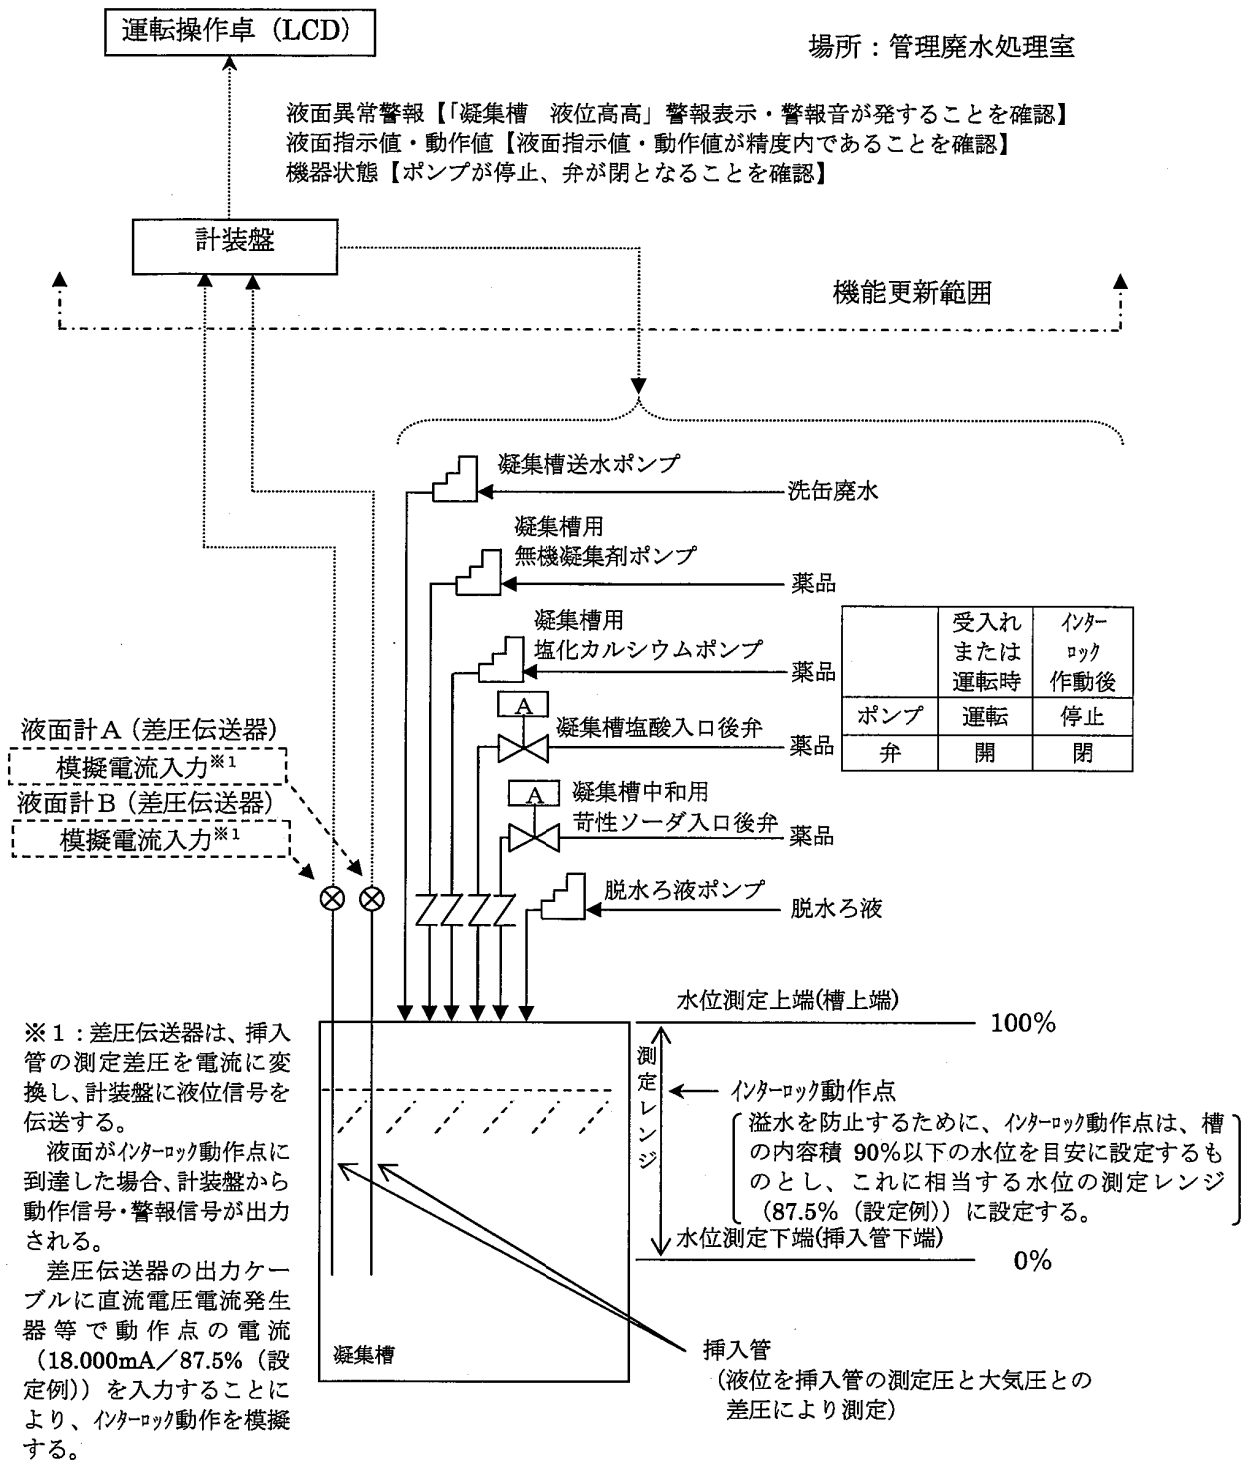 運転操作卓（LCD）
場所：管理廃水処理室
液面異常警報【「凝集槽　液位高高」警報表示・警報音が発することを確認】
液面指示値・動作値【液面指示値・動作値が精度内であることを確認】
機器状態【ポンプが停止、弁が閉となることを確認】
計装盤
機能更新範囲
凝集槽送水ポンプ
洗缶廃水
凝集槽用
無機凝集剤ポンプ
薬品
凝集槽用
塩化カルシウムポンプ
薬品
受入れ
または
運転時
ｲﾝﾀｰ
ﾛｯｸ
作動後
ポンプ
運転
停止
弁
開
閉
A
凝集槽塩酸入口後弁
薬品
A
凝集槽中和用
苛性ソーダ入口後弁
薬品
脱水ろ液ポンプ
脱水ろ液
液面計A（差圧伝送器）
模擬電流入力※1
液面計B（差圧伝送器）
模擬電流入力※1
水位測定上端(槽上端)
100%
測定レンジ
ｲﾝﾀｰﾛｯｸ動作点
溢水を防止するために、ｲﾝﾀｰﾛｯｸ動作点は、槽
の内容積 90%以下の水位を目安に設定するも
のとし、これに相当する水位の測定レンジ
（87.5%（設定例））に設定する。
水位測定下端(挿入管下端)
0%
挿入管
（液位を挿入管の測定圧と大気圧との
差圧により測定）
凝集槽
※１：差圧伝送器は、挿入
管の測定差圧を電流に変
換し、計装盤に液位信号を
伝送する。
液面がｲﾝﾀｰﾛｯｸ動作点に
到達した場合、計装盤から
動作信号・警報信号が出力
される。
差圧伝送器の出力ケー
ブルに直流電圧電流発生
器等で動作点の電流
（18.000mA／87.5%（設
定例））を入力することに
より、ｲﾝﾀｰﾛｯｸ動作を模擬
する。